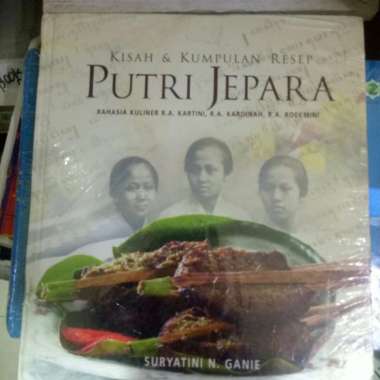 KISAH & KUMPULAN RESEP
PUTRI JEPARA
RAHASIA KULINER R.A. KARTINI, R.A. KARDINAH, R.A. ROEKMINI
SURYATINI N. GANIE